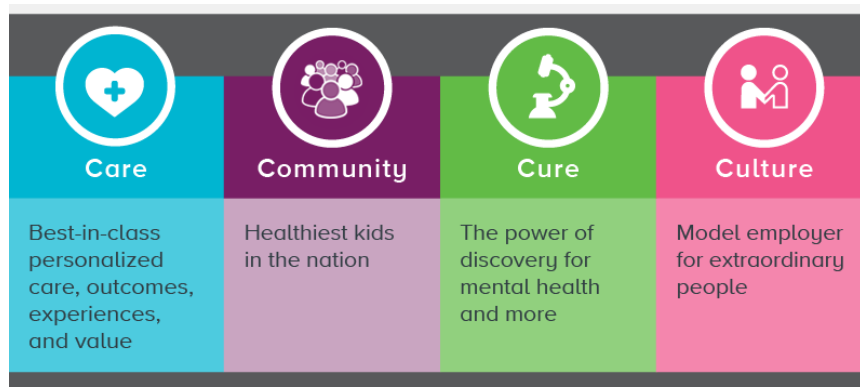 Care
Best-in-class
personalized
care, outcomes,
experiences,
and value
Community
Healthiest kids
in the nation
Cure
The power of
discovery for
mental health
and more
Culture
Model employer
for extraordinary
people